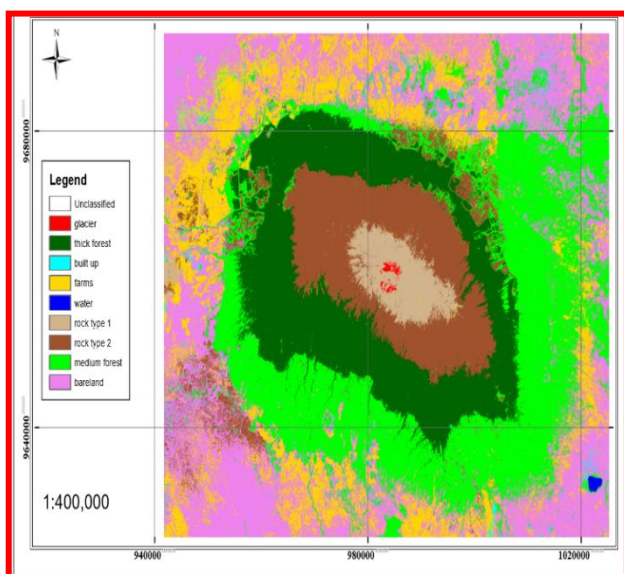 N
9680000
Legend
Unclassified
glacier
thick forest
built up
farms
water
rock type 1
rock type 2
medium forest
bareland
9640000
1:400,000
940000
980000
1020000